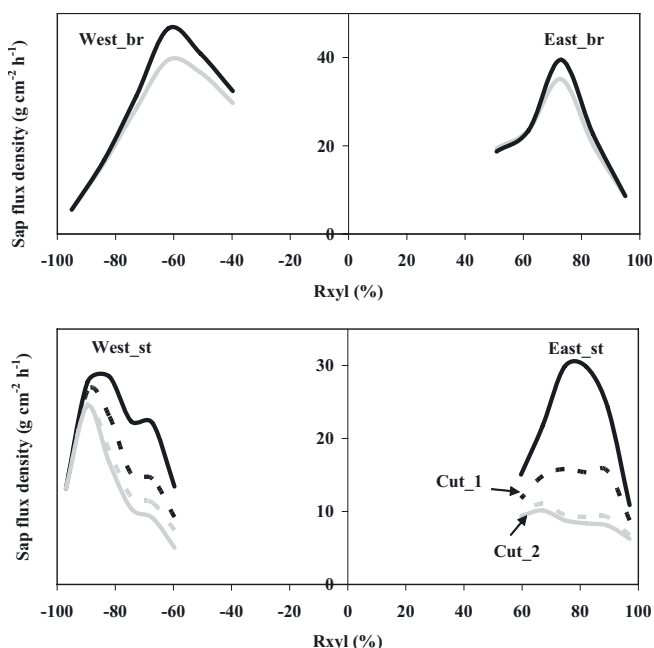 West_br
East_br
Sap flux density (g cm⁻² h⁻¹)
40
20
0
-100 -80 -60 -40 -20 0 20 40 60 80 100
Rxyl (%)
West_st
East_st
Sap flux density (g cm⁻² h⁻¹)
30
20
10
0
Cut_1
Cut_2
-100 -80 -60 -40 -20 0 20 40 60 80 100
Rxyl (%)